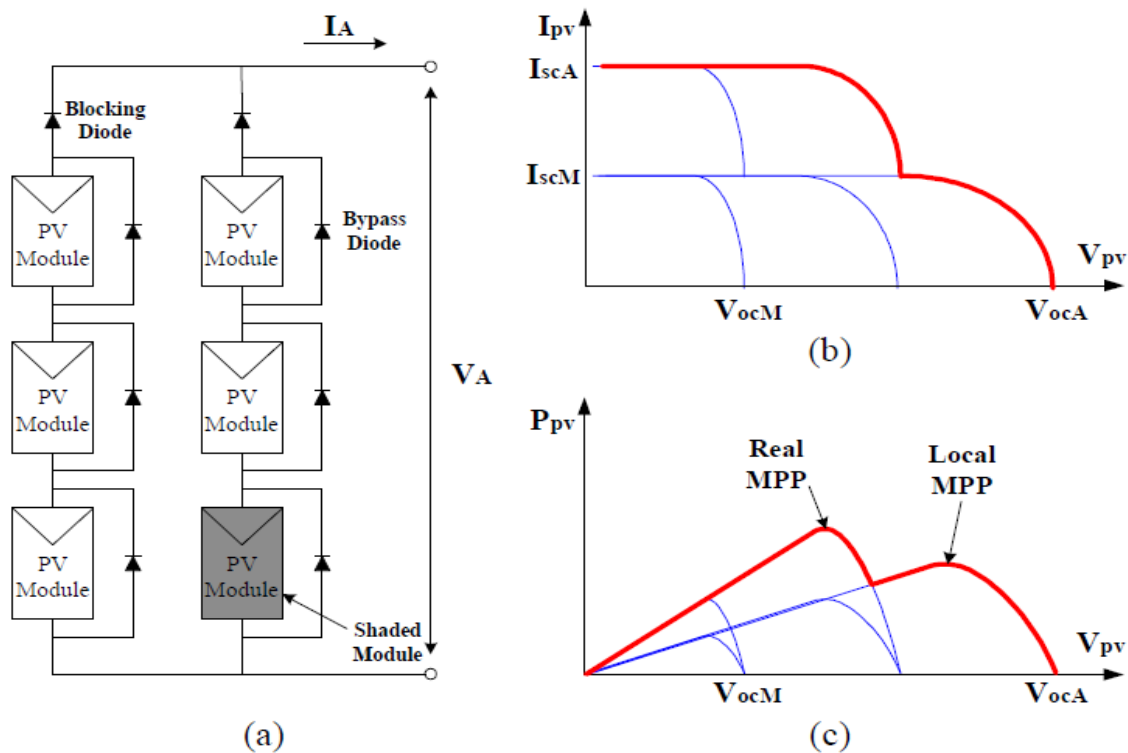 IA
Blocking
Diode
PV
Module
PV
Module
Bypass
Diode
PV
Module
PV
Module
VA
PV
Module
PV
Module
Shaded
Module
(a)
Ipv
IscA
IscM
Vpv
VocM
VocA
(b)
Ppv
Real
MPP
Local
MPP
Vpv
VocM
VocA
(c)